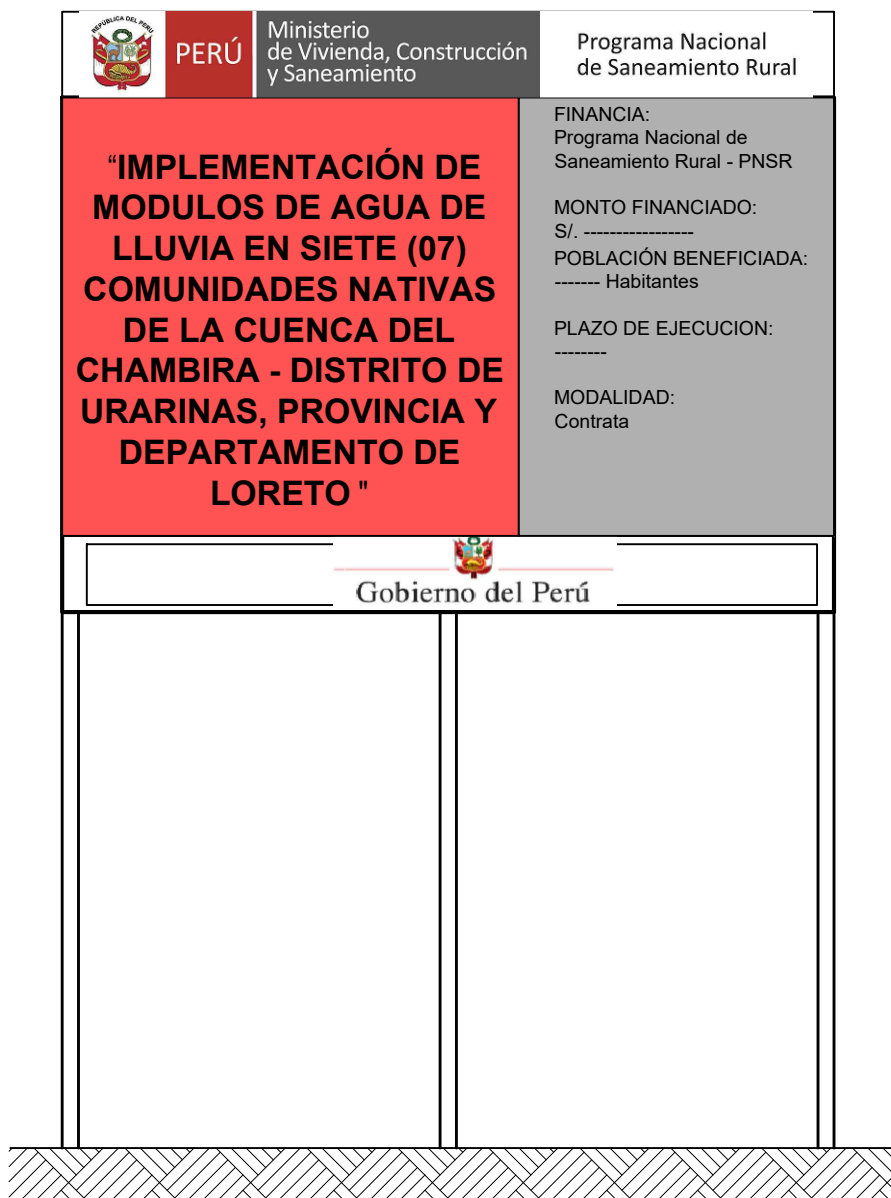 REPÚBLICA DEL PERÚ
PERÚ
Ministerio
de Vivienda, Construcción
y Saneamiento
Programa Nacional
de Saneamiento Rural
“IMPLEMENTACIÓN DE
MODULOS DE AGUA DE
LLUVIA EN SIETE (07)
COMUNIDADES NATIVAS
DE LA CUENCA DEL
CHAMBIRA - DISTRITO DE
URARINAS, PROVINCIA Y
DEPARTAMENTO DE
LORETO "
FINANCIA:
Programa Nacional de
Saneamiento Rural - PNSR
MONTO FINANCIADO:
S/. -----------------
POBLACIÓN BENEFICIADA:
------- Habitantes
PLAZO DE EJECUCION:
--------
MODALIDAD:
Contrata
Gobierno del Perú